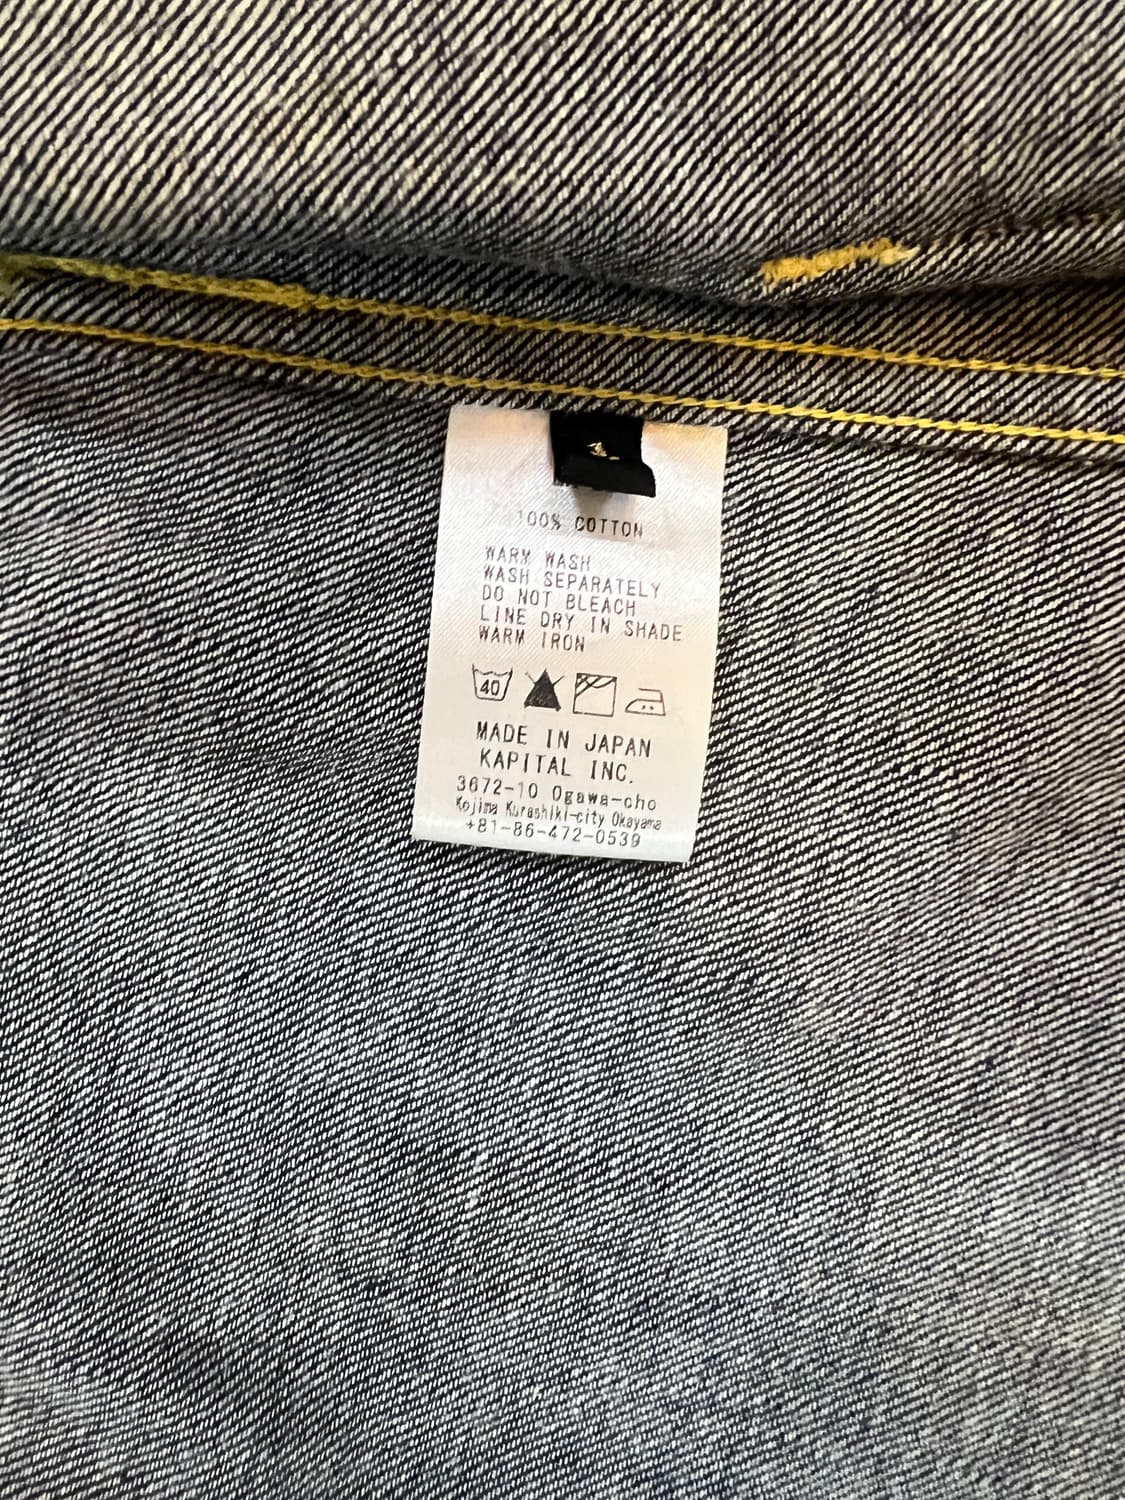 100% COTTON
WARM WASH
WASH SEPARATELY
DO NOT BLEACH
LINE DRY IN SHADE
WARM IRON
40
MADE IN JAPAN
KAPITAL INC.
3672-10 Ogawa-cho
Kojima Kurashiki-city Okayama
+81-86-472-0539